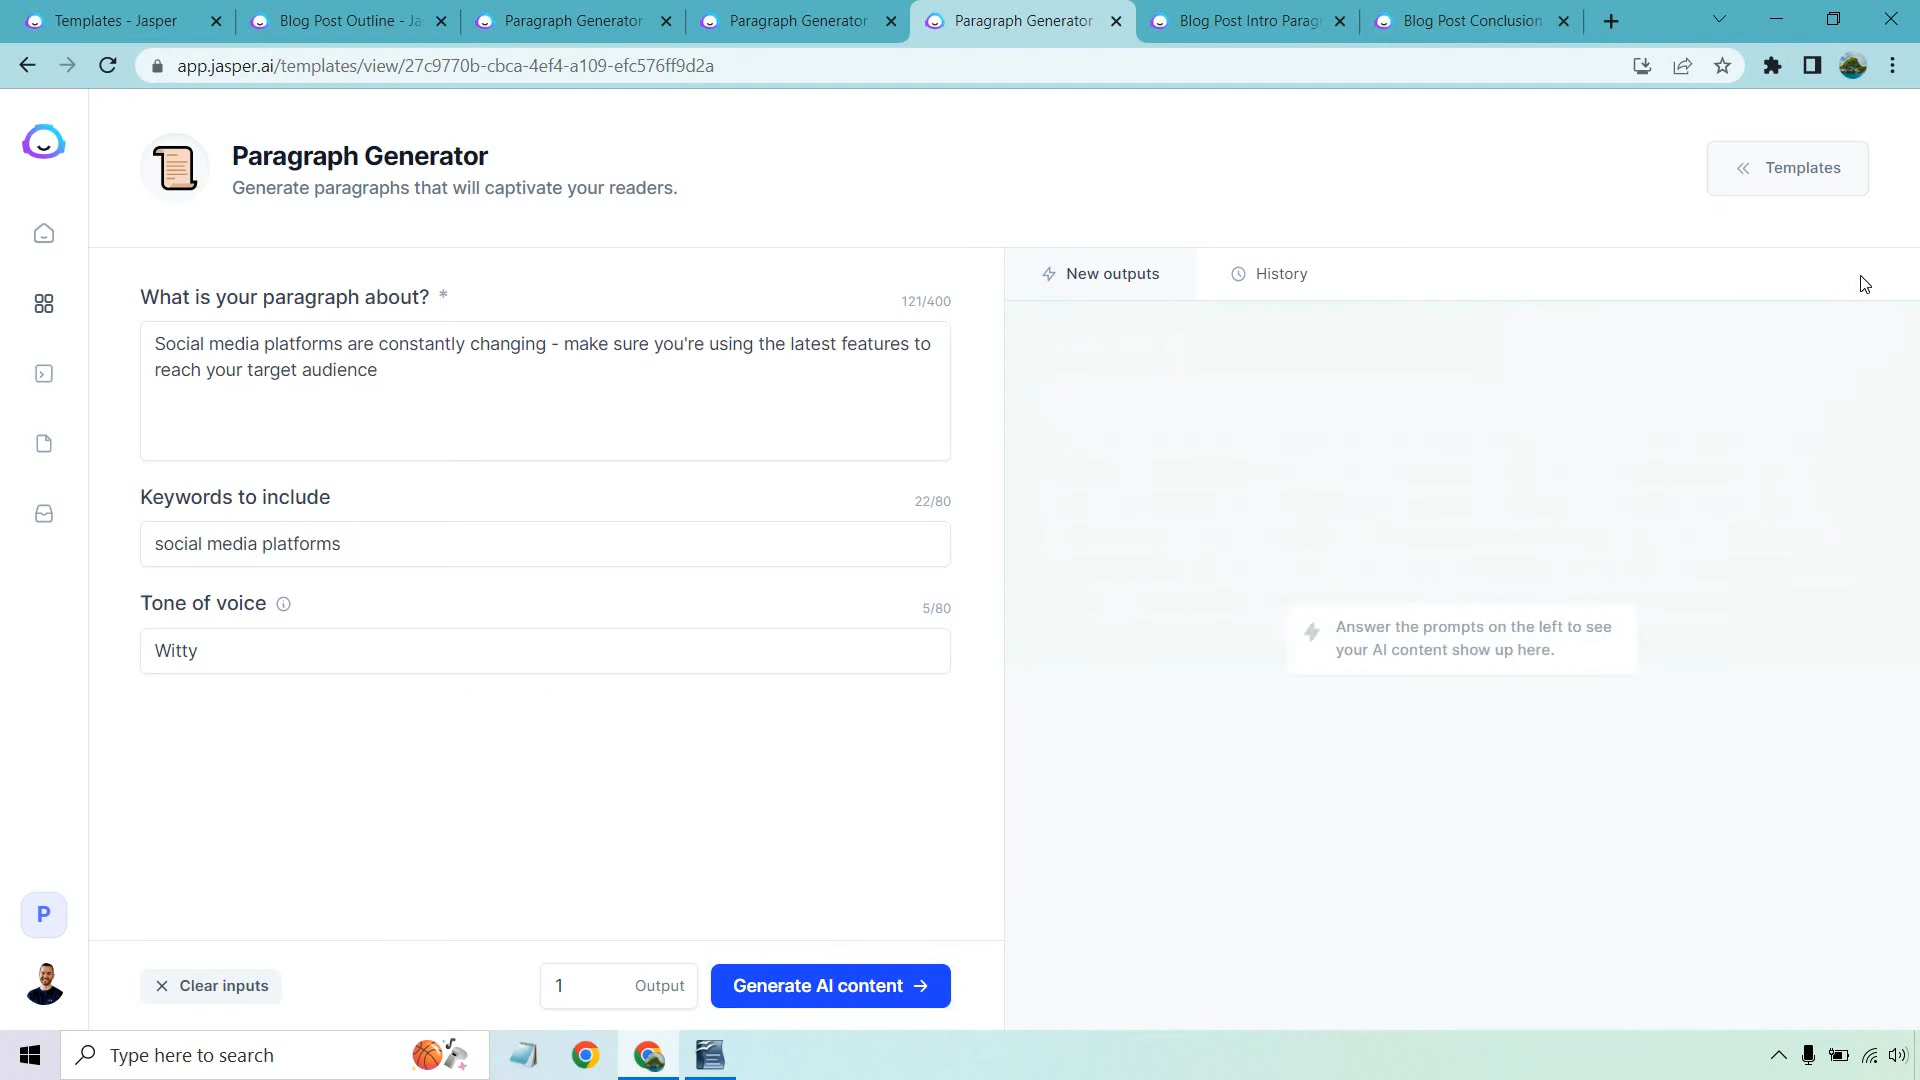 Templates - Jasper
Blog Post Outline - Ja
Paragraph Generator
Paragraph Generator
Paragraph Generator
Blog Post Intro Parag
Blog Post Conclusion
app.jasper.ai/templates/view/27c9770b-cbca-4ef4-a109-efc576ff9d2a
Paragraph Generator
Generate paragraphs that will captivate your readers.
Templates
New outputs
History
What is your paragraph about? *
121/400
Social media platforms are constantly changing - make sure you're using the latest features to
reach your target audience
Keywords to include
22/80
social media platforms
Tone of voice
5/80
Witty
Answer the prompts on the left to see
your AI content show up here.
P
Clear inputs
1
Output
Generate AI content
Type here to search